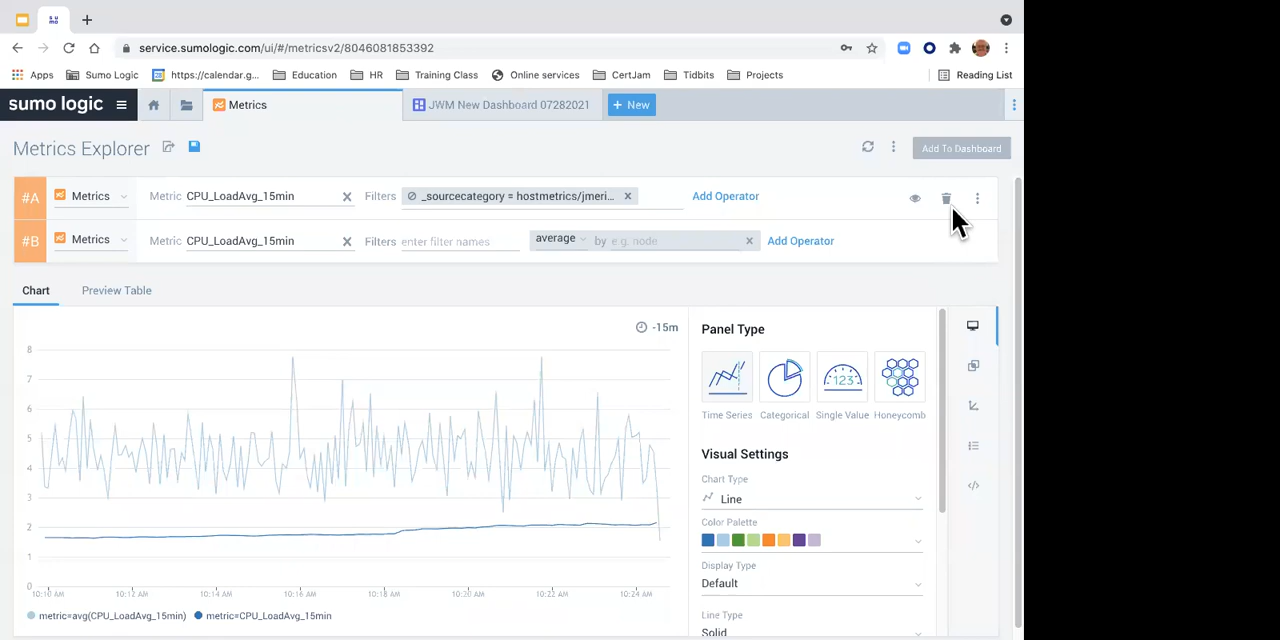 service.sumologic.com/ui/#/metricsv2/8046081853392
Apps Sumo Logic https://calendar.g... Education HR Training Class Online services CertJam Tidbits Projects Reading List
sumo logic Metrics JWM New Dashboard 07282021 + New
Metrics Explorer Add To Dashboard
#A Metrics Metric CPU_LoadAvg_15min Filters _sourcecategory = hostmetrics/jmeri... Add Operator
#B Metrics Metric CPU_LoadAvg_15min Filters enter filter names average by e.g. node Add Operator
Chart Preview Table
-15m
Panel Type
123
Time Series Categorical Single Value Honeycomb
Visual Settings
Chart Type
Line
Color Palette
Display Type
Default
Line Type
Solid
8
7
6
5
4
3
2
1
0
10:10 AM 10:12 AM 10:14 AM 10:16 AM 10:18 AM 10:20 AM 10:22 AM 10:24 AM
metric=avg(CPU_LoadAvg_15min) metric=CPU_LoadAvg_15min